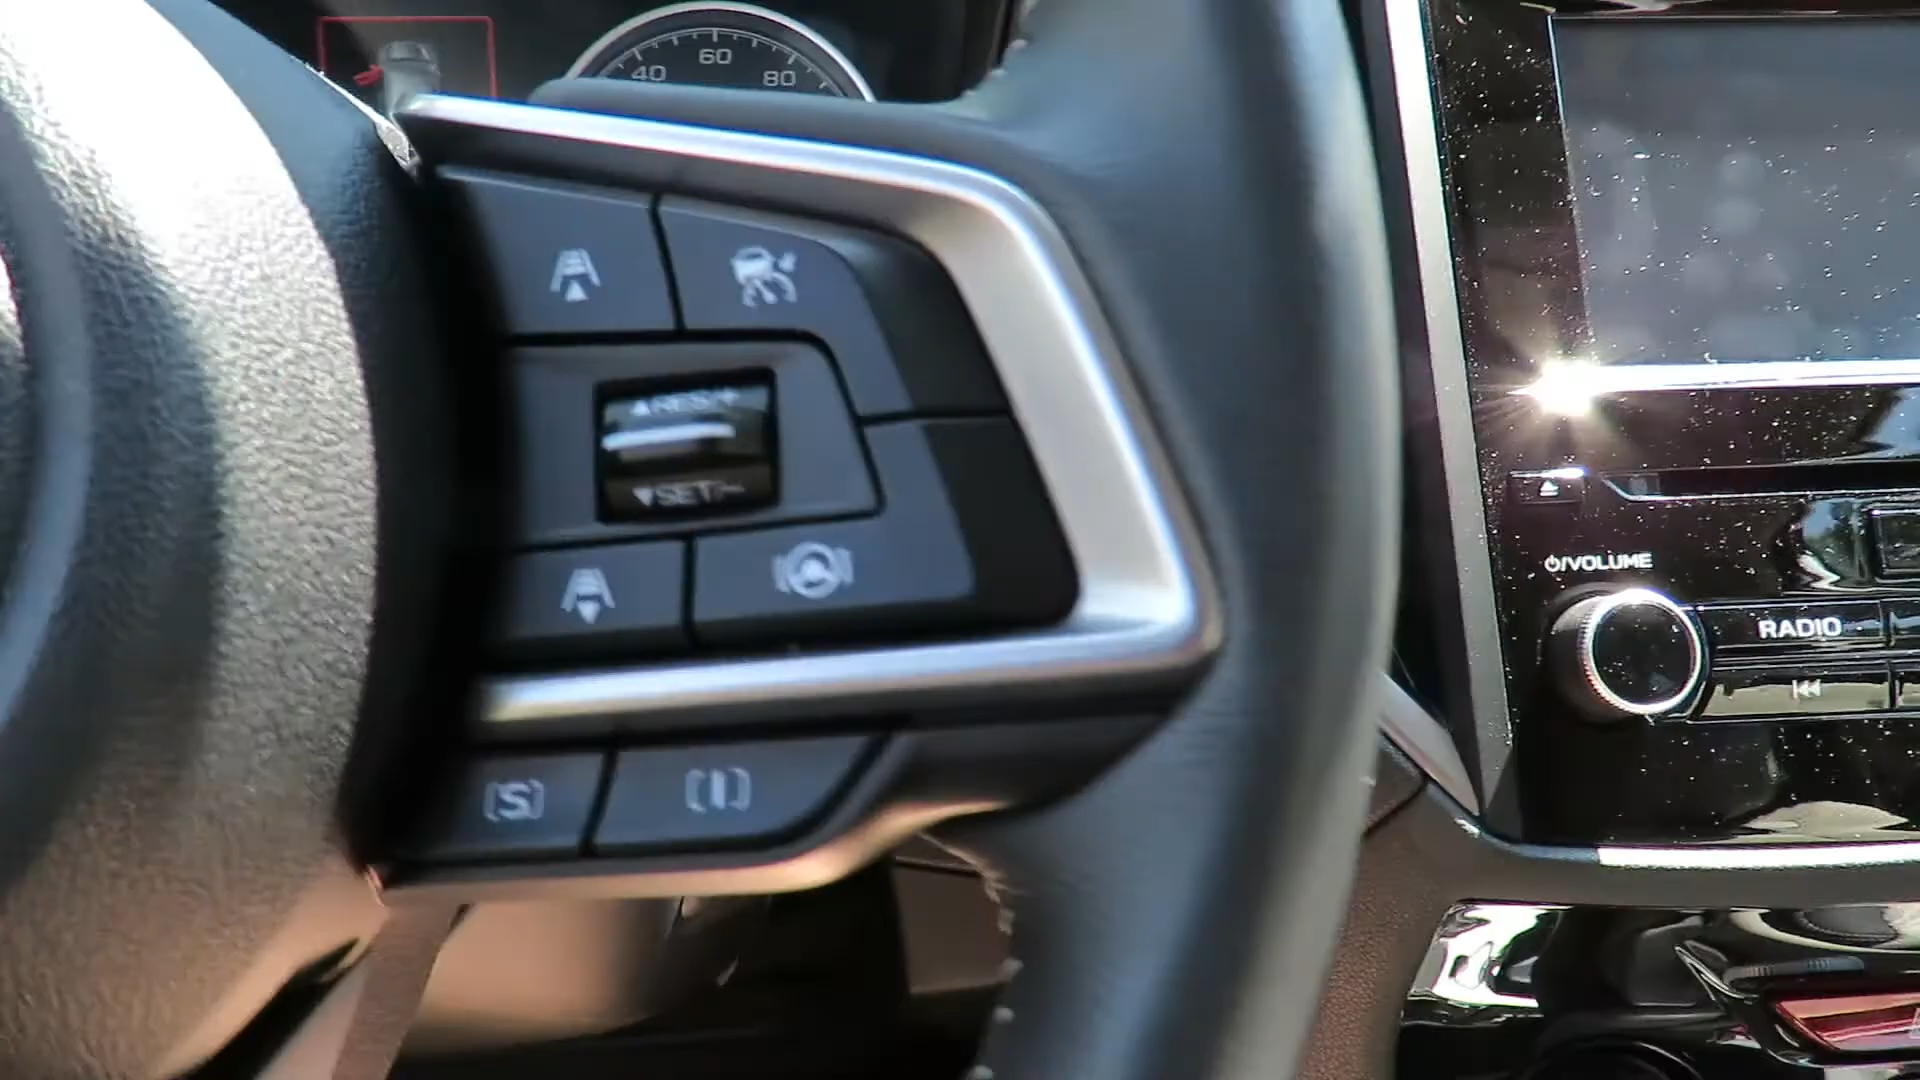 40 60 80
RES/+
SET/-
[S]
[I]
/VOLUME
RADIO